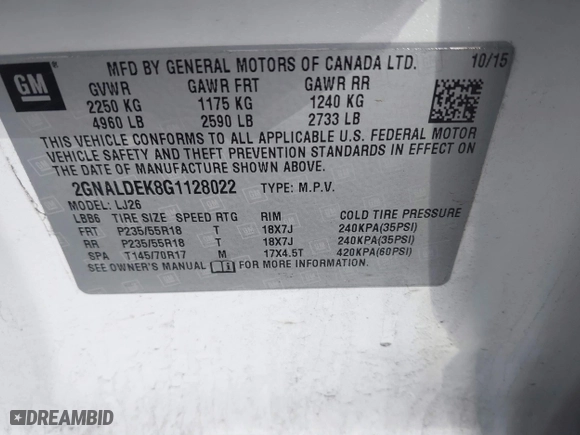 GM
MFD BY GENERAL MOTORS OF CANADA LTD. 10/15
GVWR GAWR FRT GAWR RR
2250 KG 1175 KG 1240 KG
4960 LB 2590 LB 2733 LB
THIS VEHICLE CONFORMS TO ALL APPLICABLE U.S. FEDERAL MOTOR
VEHICLE SAFETY AND THEFT PREVENTION STANDARDS IN EFFECT ON
THE DATE OF MANUFACTURE SHOWN ABOVE.
2GNALDEK8G1128022 TYPE: M.P.V.
MODEL: LJ26
LBB6 TIRE SIZE SPEED RTG RIM COLD TIRE PRESSURE
FRT P235/55R18 T 18X7J 240KPA(35PSI)
RR P235/55R18 T 18X7J 240KPA(35PSI)
SPA T145/70R17 M 17X4.5T 420KPA(60PSI)
SEE OWNER'S MANUAL FOR MORE INFORMATION.
DREAMBID